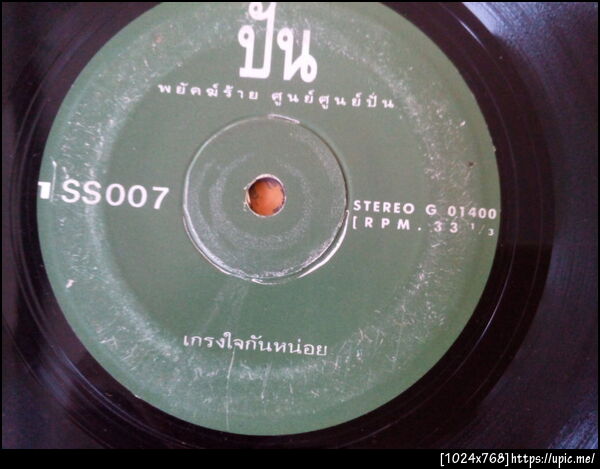 ปั่น
พยัคฆ์ร้าย ศูนย์ศูนย์ปั่น
1 SS007
STEREO G 01400
[RPM. 33 1/3
เกรงใจกันหน่อย
[1024x768]https://upic.me/